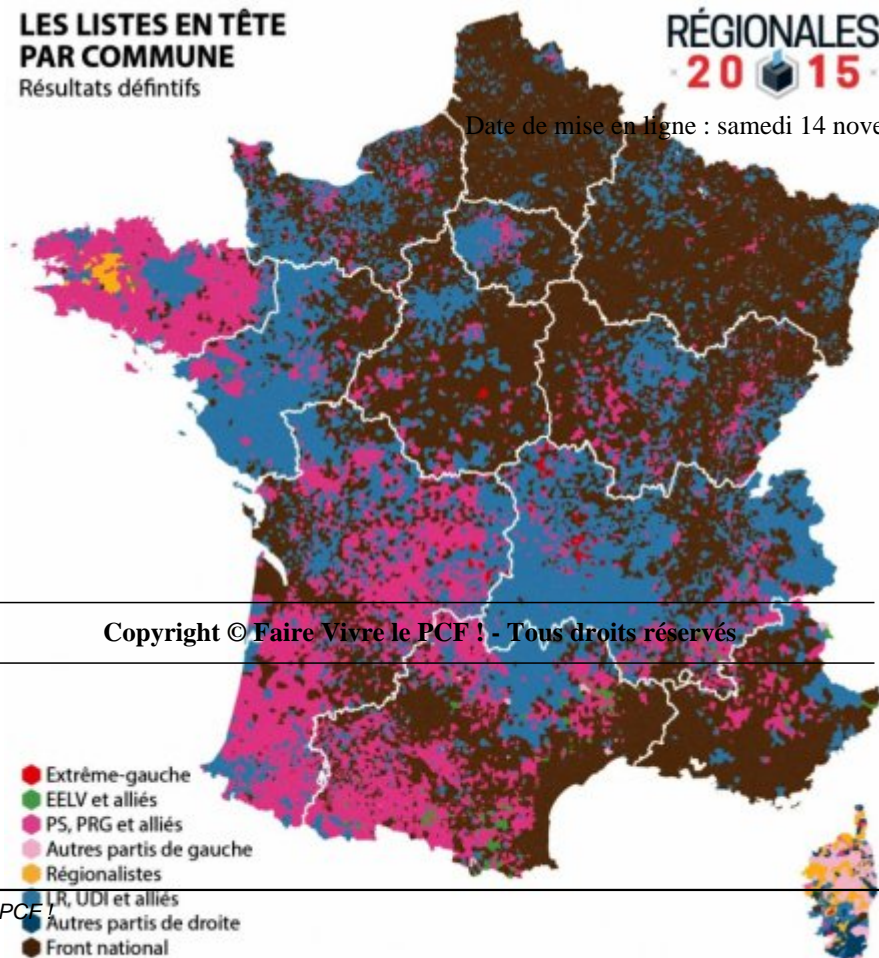 LES LISTES EN TÊTE
PAR COMMUNE
Résultats défintifs
RÉGIONALES
2015
Date de mise en ligne : samedi 14 nove
Copyright © Faire Vivre le PCF ! - Tous droits réservés
Extrême-gauche
EELV et alliés
PS, PRG et alliés
Autres partis de gauche
Régionalistes
LR, UDI et alliés
PCF !
Autres partis de droite
Front national